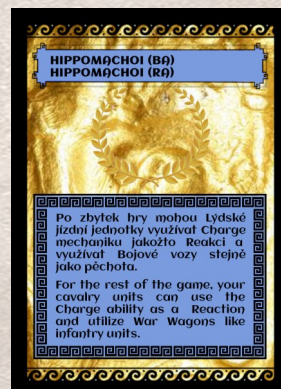 HIPPOMACHOI (BA)
HIPPOMACHOI (RA)
Po zbytek hry mohou Lýdské
jízdní jednotky využívat Charge
mechaniku jakožto Reakci a
využívat Bojové vozy stejně
jako pěchota.
For the rest of the game, your
cavalry units can use the
Charge ability as a Reaction
and utilize War Wagons like
infantry units.